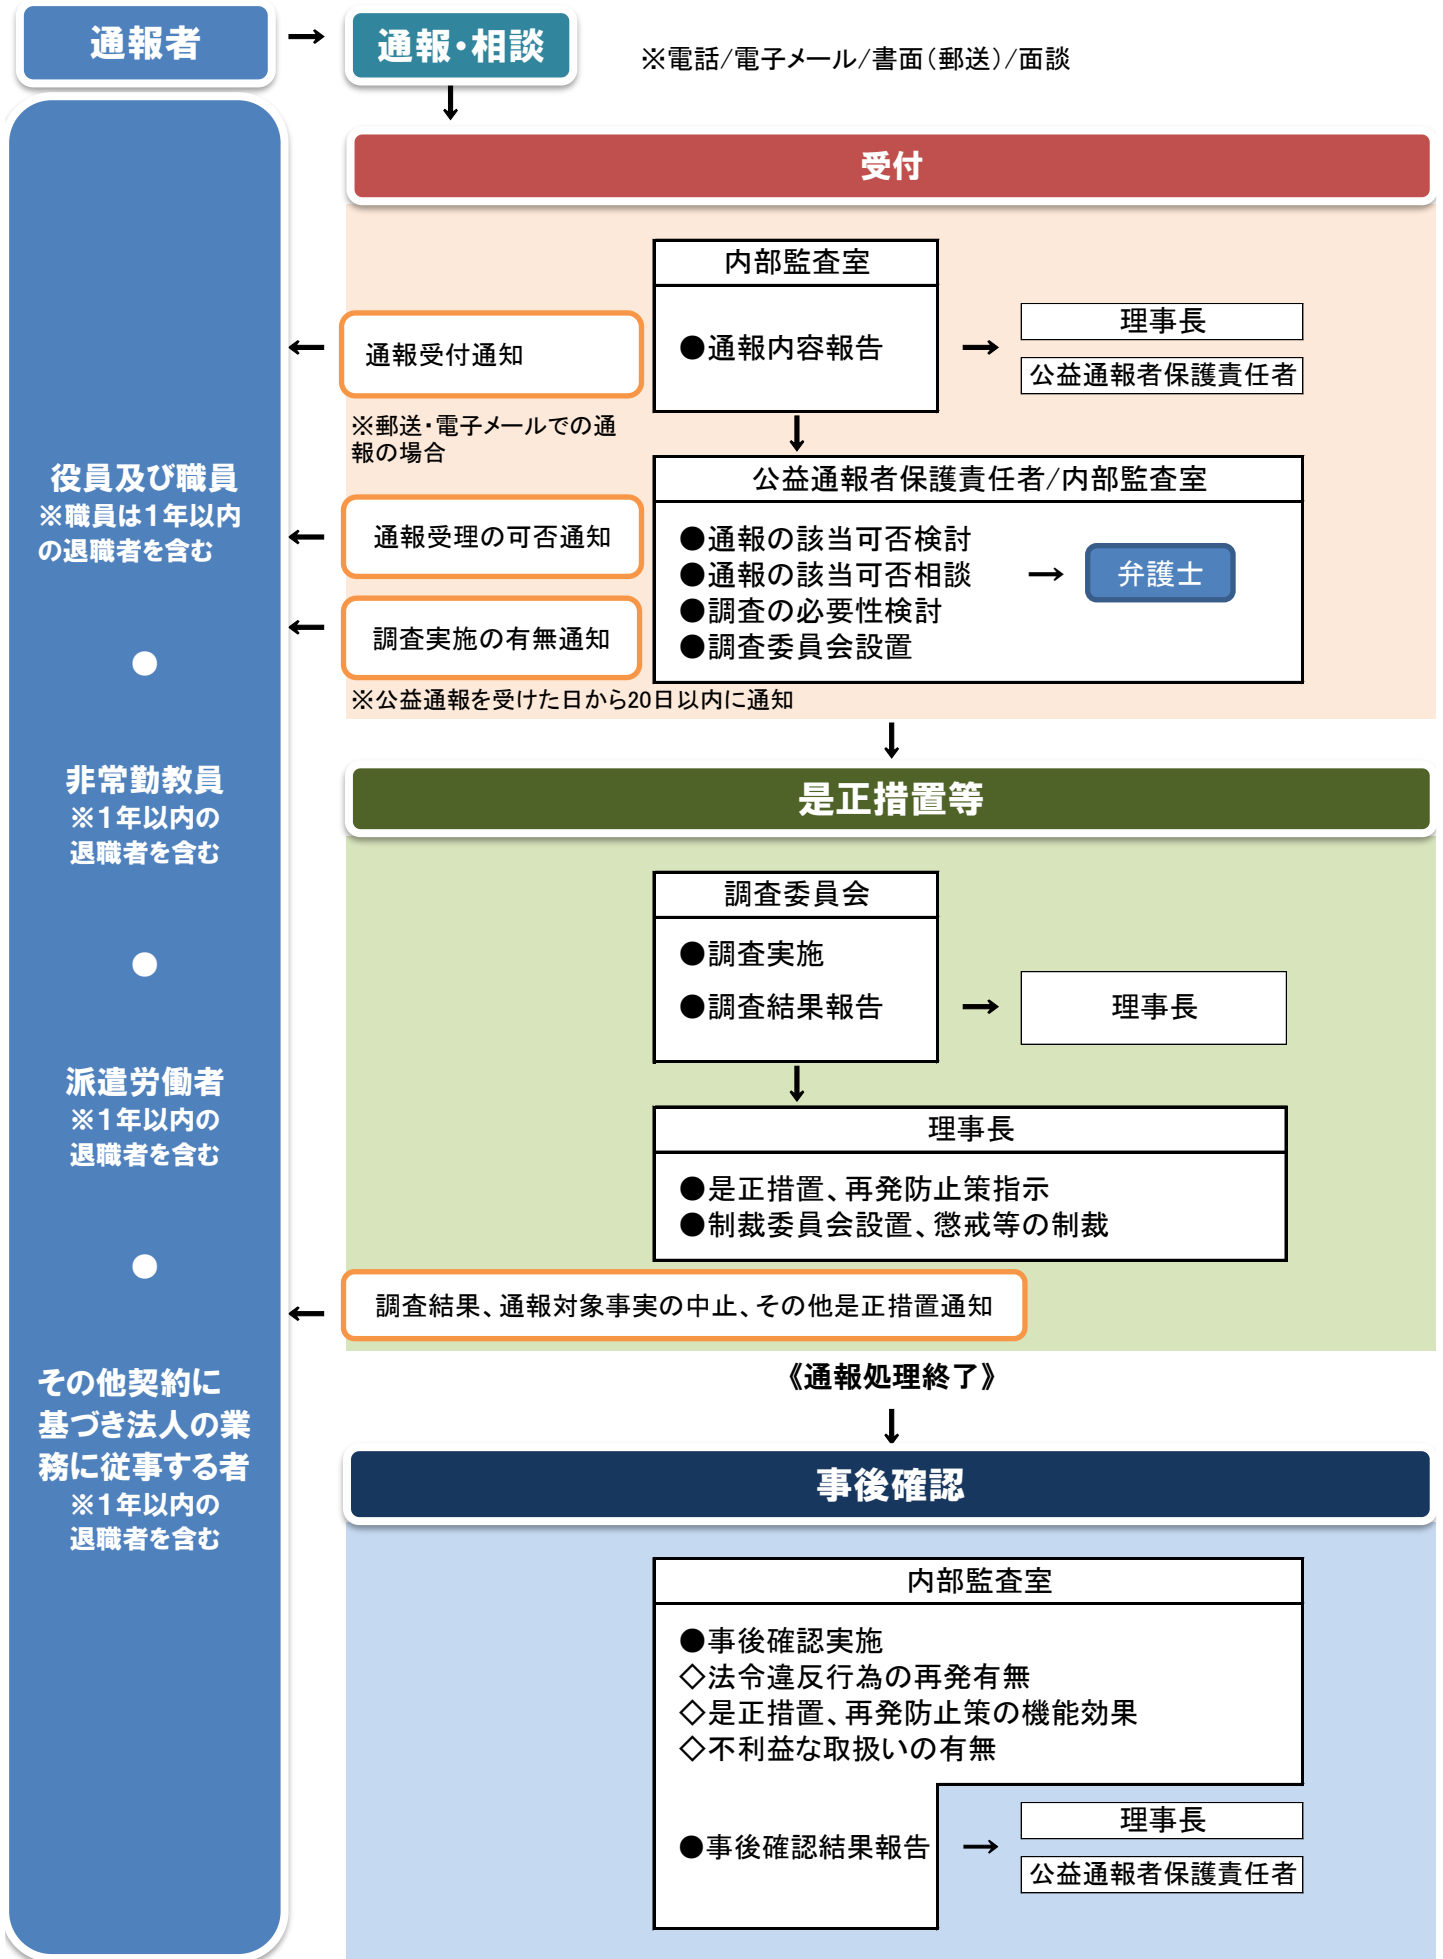 通報者
→
通報・相談
※電話/電子メール/書面(郵送)/面談
↓
役員及び職員
※職員は1年以内
の退職者を含む
●
非常勤教員
※1年以内の
退職者を含む
●
派遣労働者
※1年以内の
退職者を含む
●
その他契約に
基づき法人の業
務に従事する者
※1年以内の
退職者を含む
受付
内部監査室
●通報内容報告
→
理事長
公益通報者保護責任者
←
通報受付通知
※郵送・電子メールでの通
報の場合
↓
公益通報者保護責任者/内部監査室
●通報の該当可否検討
●通報の該当可否相談
→
弁護士
●調査の必要性検討
●調査委員会設置
←
通報受理の可否通知
←
調査実施の有無通知
※公益通報を受けた日から20日以内に通知
↓
是正措置等
調査委員会
●調査実施
●調査結果報告
→
理事長
↓
理事長
●是正措置、再発防止策指示
●制裁委員会設置、懲戒等の制裁
←
調査結果、通報対象事実の中止、その他是正措置通知
《通報処理終了》
↓
事後確認
内部監査室
●事後確認実施
◇法令違反行為の再発有無
◇是正措置、再発防止策の機能効果
◇不利益な取扱いの有無
●事後確認結果報告
→
理事長
公益通報者保護責任者